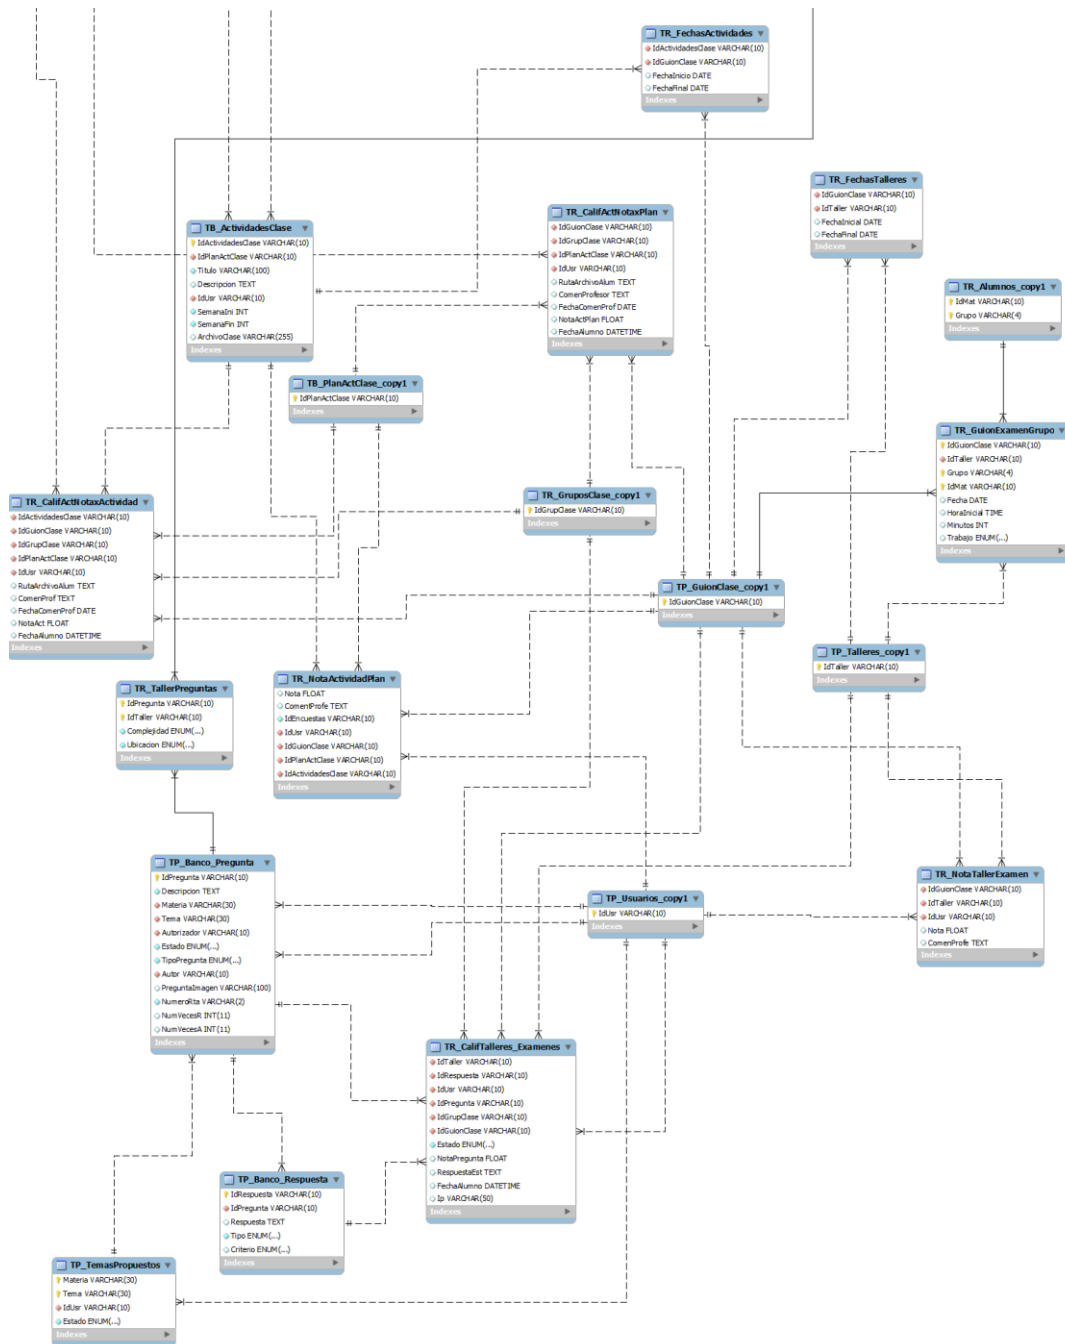 TR_FechasActividades
IdActividadesClase VARCHAR(10)
IdGuionClase VARCHAR(10)
FechaInicio DATE
FechaFinal DATE
Indexes
TR_FechasTalleres
IdGuionClase VARCHAR(10)
IdTaller VARCHAR(10)
FechaInicial DATE
FechaFinal DATE
Indexes
TB_ActividadesClase
IdActividadesClase VARCHAR(10)
IdPlanActClase VARCHAR(10)
Titulo VARCHAR(100)
Descripcion TEXT
IdUsr VARCHAR(10)
SemanaIni INT
SemanaFin INT
ArchivoClase VARCHAR(255)
Indexes
TR_CalifActNotaxPlan
IdGuionClase VARCHAR(10)
IdGrupClase VARCHAR(10)
IdPlanActClase VARCHAR(10)
IdUsr VARCHAR(10)
RutaArchivoAlum TEXT
ComenProfesor TEXT
FechaComenProf DATE
NotaActPlan FLOAT
FechaAlumno DATETIME
Indexes
TR_Alumnos_copy1
IdMat VARCHAR(10)
Grupo VARCHAR(4)
Indexes
TB_PlanActClase_copy1
IdPlanActClase VARCHAR(10)
Indexes
TR_GuionExamenGrupo
IdGuionClase VARCHAR(10)
IdTaller VARCHAR(10)
Grupo VARCHAR(4)
IdMat VARCHAR(10)
Fecha DATE
HoraInicial TIME
Minutos INT
Trabajo ENUM(...)
Indexes
TR_CalifActNotaxActividad
IdActividadesClase VARCHAR(10)
IdGuionClase VARCHAR(10)
IdGrupClase VARCHAR(10)
IdPlanActClase VARCHAR(10)
IdUsr VARCHAR(10)
RutaArchivoAlum TEXT
ComenProf TEXT
FechaComenProf DATE
NotaAct FLOAT
FechaAlumno DATETIME
Indexes
TR_GruposClase_copy1
IdGrupClase VARCHAR(10)
Indexes
TP_GuionClase_copy1
IdGuionClase VARCHAR(10)
Indexes
TP_Talleres_copy1
IdTaller VARCHAR(10)
Indexes
TR_TallerPreguntas
IdPregunta VARCHAR(10)
IdTaller VARCHAR(10)
Complejidad ENUM(...)
Ubicacion ENUM(...)
Indexes
TR_NotaActividadPlan
Nota FLOAT
ComentProfe TEXT
IdEncuestas VARCHAR(10)
IdUsr VARCHAR(10)
IdGuionClase VARCHAR(10)
IdPlanActClase VARCHAR(10)
IdActividadesClase VARCHAR(10)
Indexes
TP_Banco_Pregunta
IdPregunta VARCHAR(10)
Descripcion TEXT
Materia VARCHAR(30)
Tema VARCHAR(30)
Autorizador VARCHAR(10)
Estado ENUM(...)
TipoPregunta ENUM(...)
Autor VARCHAR(10)
PreguntaImagen VARCHAR(100)
NumeroRta VARCHAR(2)
NumVecesR INT(11)
NumVecesA INT(11)
Indexes
TP_Usuarios_copy1
IdUsr VARCHAR(10)
Indexes
TR_NotaTallerExamen
IdGuionClase VARCHAR(10)
IdTaller VARCHAR(10)
IdUsr VARCHAR(10)
Nota FLOAT
ComenProfe TEXT
Indexes
TR_CalifTalleres_Examenes
IdTaller VARCHAR(10)
IdRespuesta VARCHAR(10)
IdUsr VARCHAR(10)
IdPregunta VARCHAR(10)
IdGrupClase VARCHAR(10)
IdGuionClase VARCHAR(10)
Estado ENUM(...)
NotaPregunta FLOAT
RespuestaEst TEXT
FechaAlumno DATETIME
Ip VARCHAR(50)
Indexes
TP_Banco_Respuesta
IdRespuesta VARCHAR(10)
IdPregunta VARCHAR(10)
Respuesta TEXT
Tipo ENUM(...)
Criterio ENUM(...)
Indexes
TP_TemasPropuestos
Materia VARCHAR(30)
Tema VARCHAR(30)
IdUsr VARCHAR(10)
Estado ENUM(...)
Indexes